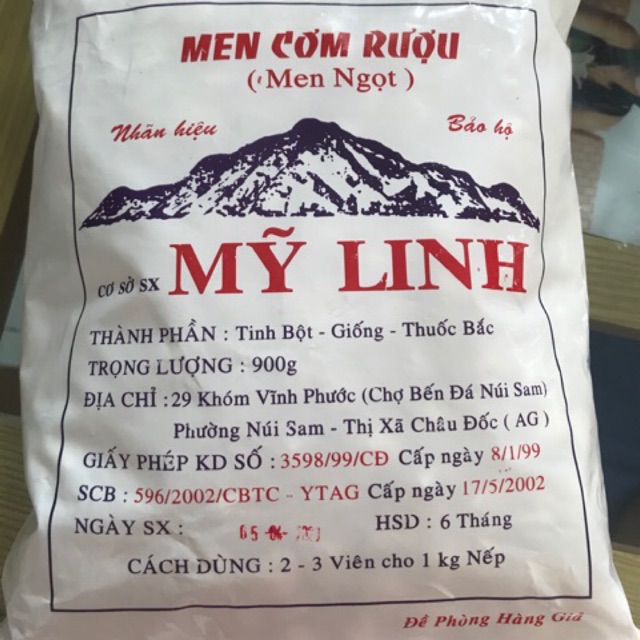 MEN CƠM RƯỢU
(Men Ngọt)
Nhãn hiệu
Bảo hộ
CƠ SỞ SX MỸ LINH
THÀNH PHẦN : Tinh Bột - Giống - Thuốc Bắc
TRỌNG LƯỢNG : 900g
ĐỊA CHỈ : 29 Khóm Vĩnh Phước (Chợ Bến Đá Núi Sam)
Phường Núi Sam - Thị Xã Châu Đốc ( AG )
GIẤY PHÉP KD SỐ : 3598/99/CĐ Cấp ngày 8/1/99
SCB : 596/2002/CBTC - YTAG Cấp ngày 17/5/2002
NGÀY SX : HSD : 6 Tháng
CÁCH DÙNG : 2 - 3 Viên cho 1 kg Nếp
Đề Phòng Hàng Giả